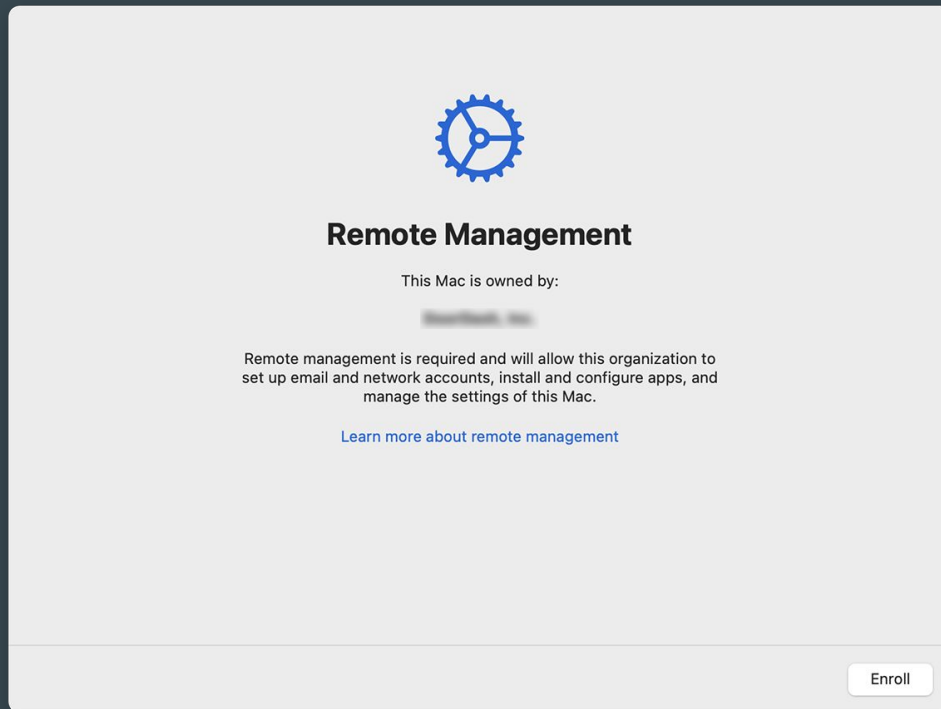 Remote Management
This Mac is owned by:
Remote management is required and will allow this organization to
set up email and network accounts, install and configure apps, and
manage the settings of this Mac.
Learn more about remote management
Enroll